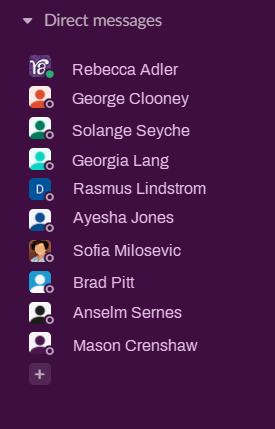 Direct messages
Rebecca Adler
George Clooney
Solange Seyche
Georgia Lang
D Rasmus Lindstrom
Ayesha Jones
Sofia Milosevic
Brad Pitt
Anselm Sernes
Mason Crenshaw
+